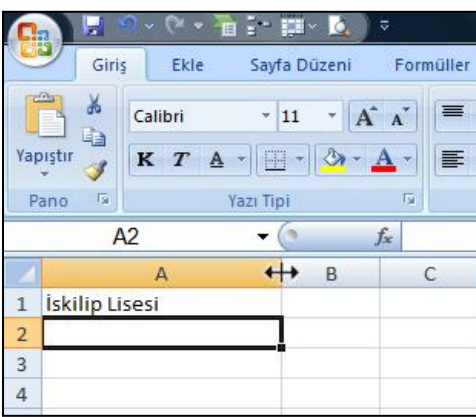 Giriş Ekle Sayfa Düzeni Formüller
Calibri 11 A A
Yapıştır K T A A
Pano Yazı Tipi
A2 fx
A B C
1 İskilip Lisesi
2
3
4